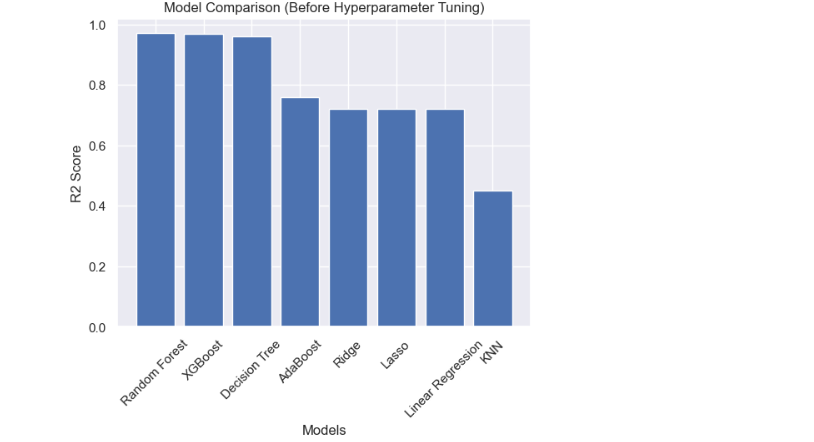 Model Comparison (Before Hyperparameter Tuning)
1.0
0.8
0.6
0.4
0.2
0.0
R2 Score
Random Forest
XGBoost
Decision Tree
AdaBoost
Ridge
Lasso
Linear Regression
KNN
Models